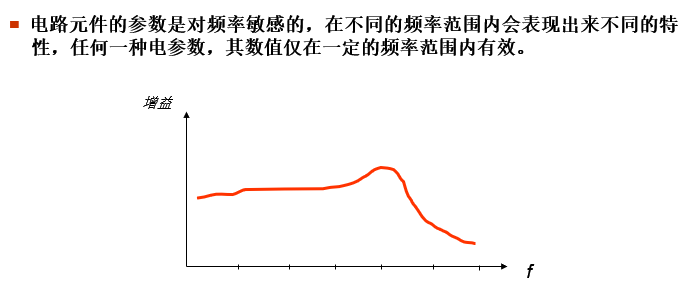 电路元件的参数是对频率敏感的，在不同的频率范围内会表现出来不同的特
性，任何一种电参数，其数值仅在一定的频率范围内有效。
增益
f